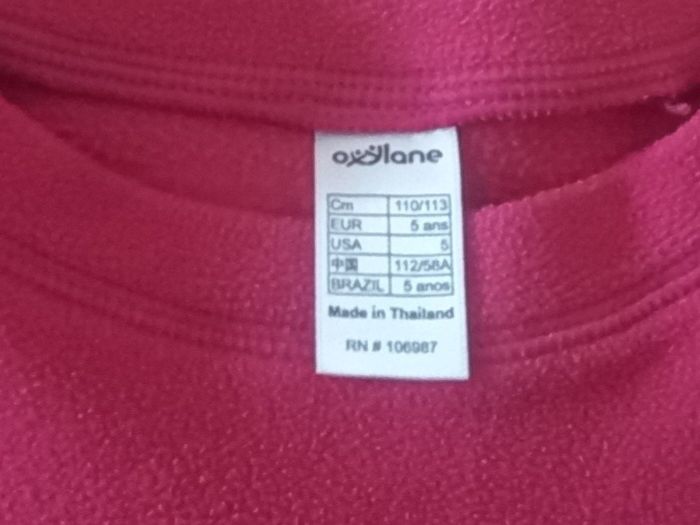 oxylane
Cm 110/113
EUR 5 ans
USA 5
中国 112/56A
BRAZIL 5 anos
Made in Thailand
RN # 106987